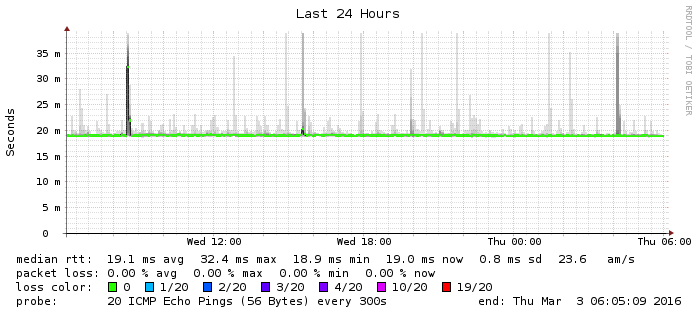 Last 24 Hours
RRDTOOL / TOBI OETIKER
Seconds
35 m
30 m
25 m
20 m
15 m
10 m
5 m
0
Wed 12:00 Wed 18:00 Thu 00:00 Thu 06:00
median rtt: 19.1 ms avg 32.4 ms max 18.9 ms min 19.0 ms now 0.8 ms sd 23.6 am/s
packet loss: 0.00 % avg 0.00 % max 0.00 % min 0.00 % now
loss color: 0 1/20 2/20 3/20 4/20 10/20 19/20
probe: 20 ICMP Echo Pings (56 Bytes) every 300s end: Thu Mar 3 06:05:09 2016